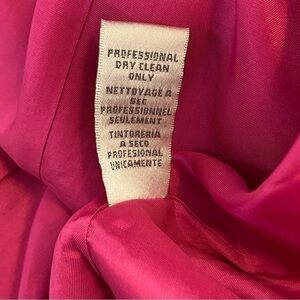 PROFESSIONAL
DRY CLEAN
ONLY
NETTOYAGE A
SEC
PROFESSIONNEL
SEULEMENT
TINTORERIA
A SECO
PROFESIONAL
UNICAMENTE